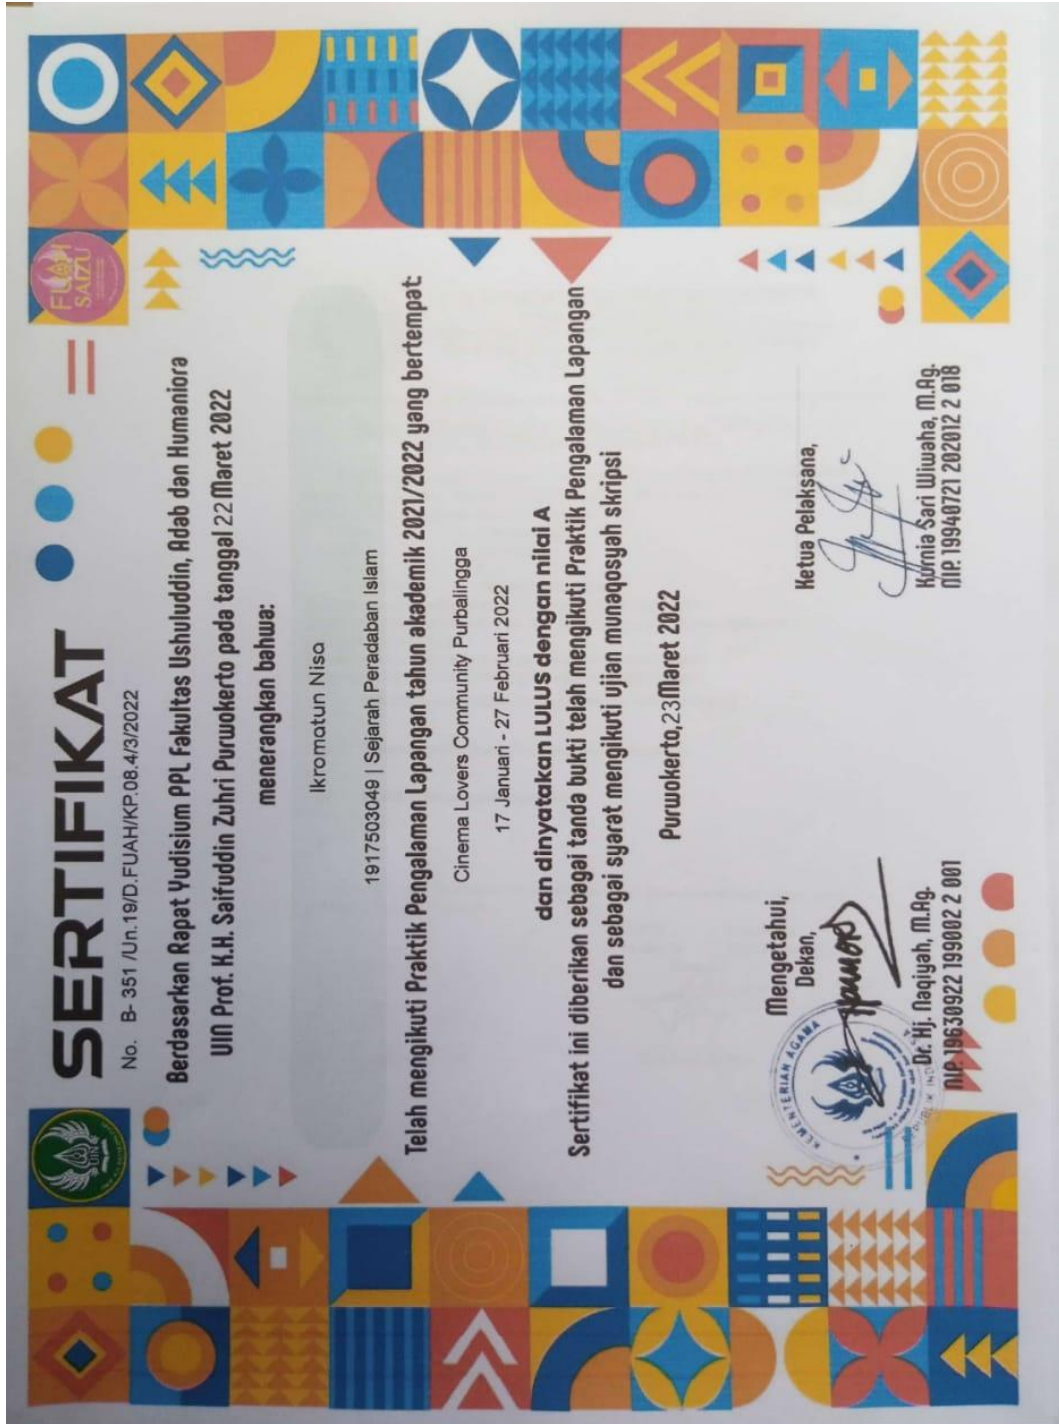 SERTIFIKAT
No. B- 351 /Un.19/D.FUAH/KP.08.4/3/2022
FUAH
SAIZU
Berdasarkan Rapat Yudisium PPL Fakultas Ushuluddin, Adab dan Humaniora
UIN Prof. K.H. Saifuddin Zuhri Purwokerto pada tanggal 22 Maret 2022
menerangkan bahwa:
Ikromatun Nisa
1917503049 | Sejarah Peradaban Islam
Telah mengikuti Praktik Pengalaman Lapangan tahun akademik 2021/2022 yang bertempat:
Cinema Lovers Community Purbalingga
17 Januari - 27 Februari 2022
dan dinyatakan LULUS dengan nilai A
Sertifikat ini diberikan sebagai tanda bukti telah mengikuti Praktik Pengalaman Lapangan
dan sebagai syarat mengikuti ujian munaqosyah skripsi
Purwokerto,23Maret 2022
Mengetahui,
Dekan,
KEMENTERIAN AGAMA
Dr. Hj. Naqiyah, M.Ag.
NIP. 19630922 199002 2 001
Ketua Pelaksana,
Kurnia Sari Wiwaha, M.Ag.
NIP. 19940721 202012 2 018